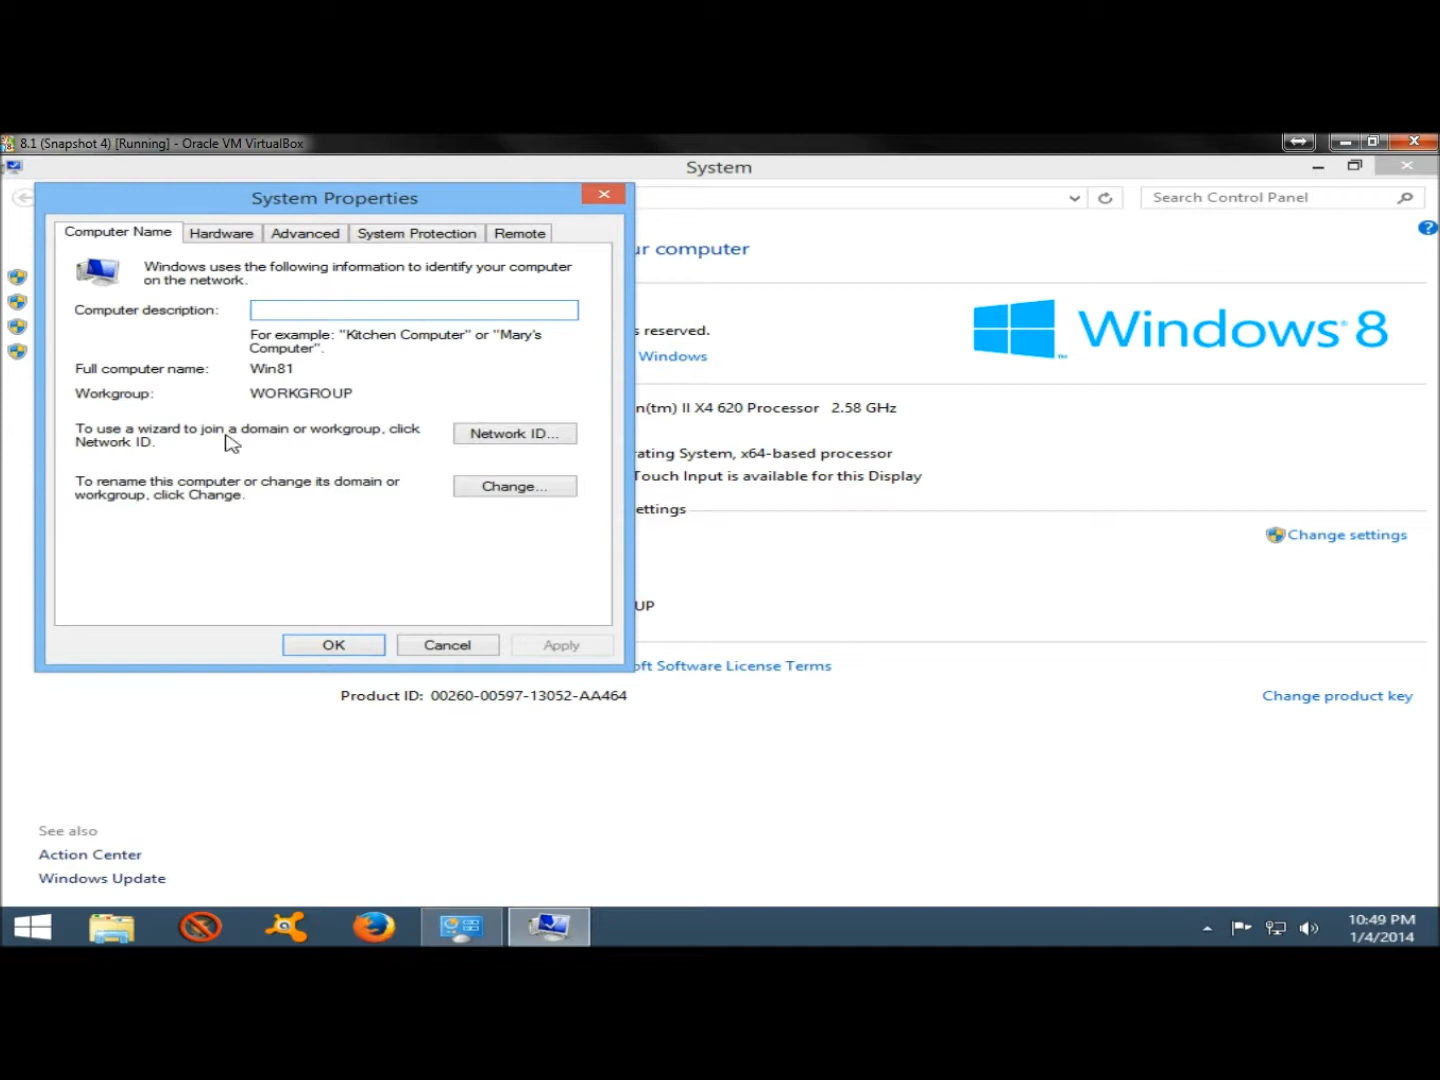 8.1 (Snapshot 4) [Running] - Oracle VM VirtualBox
System
System Properties
Search Control Panel
Computer Name
Hardware
Advanced
System Protection
Remote
ur computer
Windows uses the following information to identify your computer
on the network.
Computer description:
For example: "Kitchen Computer" or "Mary's
Computer".
Full computer name:
Win81
Workgroup:
WORKGROUP
To use a wizard to join a domain or workgroup, click
Network ID.
Network ID...
To rename this computer or change its domain or
workgroup, click Change.
Change...
OK
Cancel
Apply
s reserved.
Windows
Windows® 8
™
n(tm) II X4 620 Processor 2.58 GHz
rating System, x64-based processor
Touch Input is available for this Display
ettings
Change settings
UP
oft Software License Terms
Product ID: 00260-00597-13052-AA464
Change product key
See also
Action Center
Windows Update
10:49 PM
1/4/2014